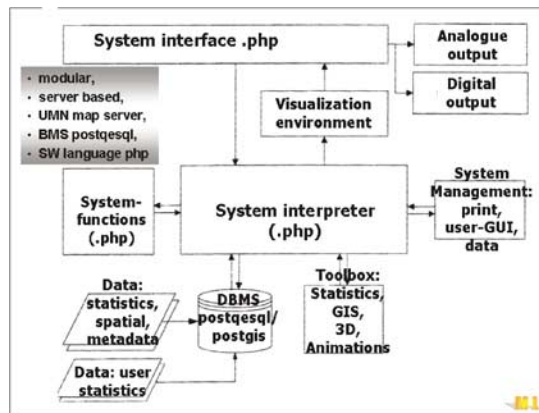 System interface .php
Analogue
output
Digital
output
• modular,
• server based,
• UMN map server,
• BMS postqesql,
• SW language php
Visualization
environment
System-
functions
(.php)
System interpreter
(.php)
System
Management:
print,
user-GUI,
data
Data:
statistics,
spatial,
metadata
DBMS
postqesql/
postgis
Toolbox:
Statistics,
GIS,
3D,
Animations
Data: user
statistics